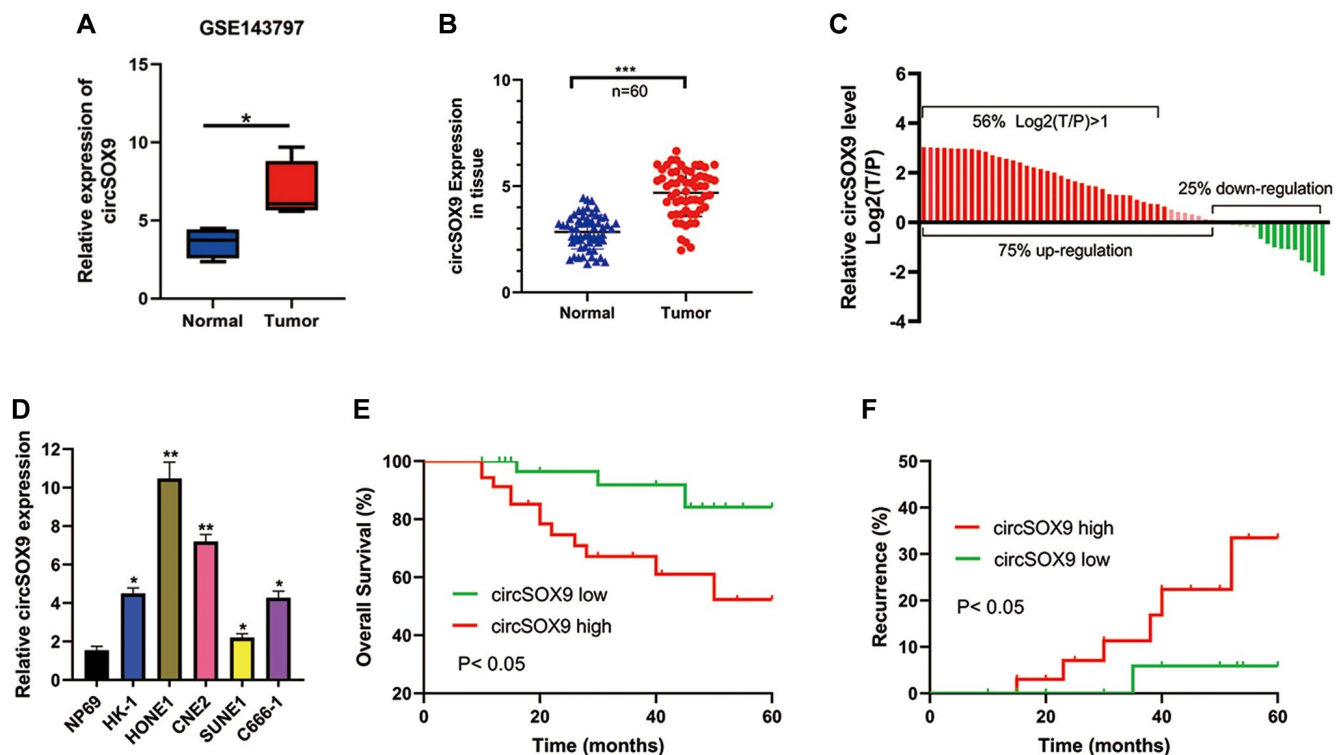 A
GSE143797
Relative expression of
circSOX9
15
10
5
0
*
Normal
Tumor
B
circSOX9 Expression
in tissue
10
5
0
***
n=60
Normal
Tumor
C
Relative circSOX9 level
Log2(T/P)
6
4
2
0
-2
-4
56% Log2(T/P)>1
25% down-regulation
75% up-regulation
D
Relative circSOX9 expression
12
10
8
6
4
2
0
*
**
**
*
*
NP69
HK-1
HONE1
CNE2
SUNE1
C666-1
E
Overall Survival (%)
100
80
60
40
20
circSOX9 low
circSOX9 high
P< 0.05
0
20
40
60
Time (months)
F
Recurrence (%)
50
40
30
20
10
0
circSOX9 high
circSOX9 low
P< 0.05
0
20
40
60
Time (months)